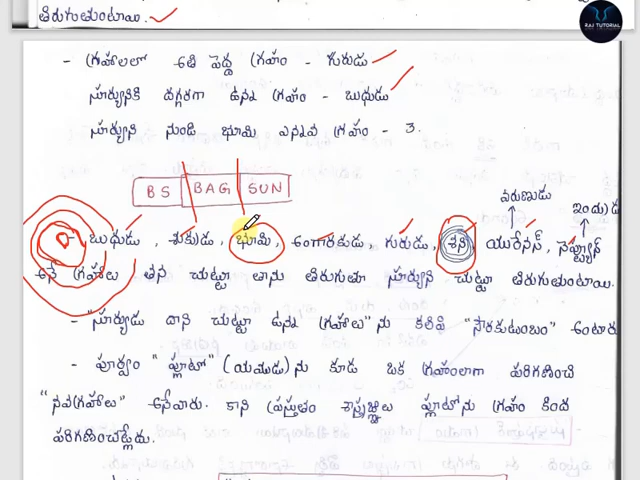 తిరుగుతుంటాయి.
RAJ TUTORIAL
- గ్రహాలలో అతి పెద్ద గ్రహం - గురుడు
సూర్యునికి దగ్గరగా ఉన్న గ్రహం - బుధుడు
సూర్యుని నుండి భూమి ఎన్నవ గ్రహం - 3.
BS BAG SUN
వరుణుడు
ఇంద్రుడు
బుధుడు, శుక్రుడు, భూమి, అంగారకుడు, గురుడు, శని, యురేనస్, నెప్ట్యూన్
అనే గ్రహాలు తన చుట్టూ తాను తిరుగుతూ సూర్యుని చుట్టూ తిరుగుతుంటాయి.
- "సూర్యుడు దాని చుట్టూ ఉన్న గ్రహాలు"ను కలిపి "సౌరకుటుంబం" అంటారు
- పూర్వం "ప్లూటో" (యముడు)ను కూడ ఒక గ్రహంలాగా పరిగణించి
"నవగ్రహాలు" అనేవారు. కాని ప్రస్తుతం శాస్త్రజ్ఞులు ప్లూటోను గ్రహం కింద
పరిగణించట్లేదు.